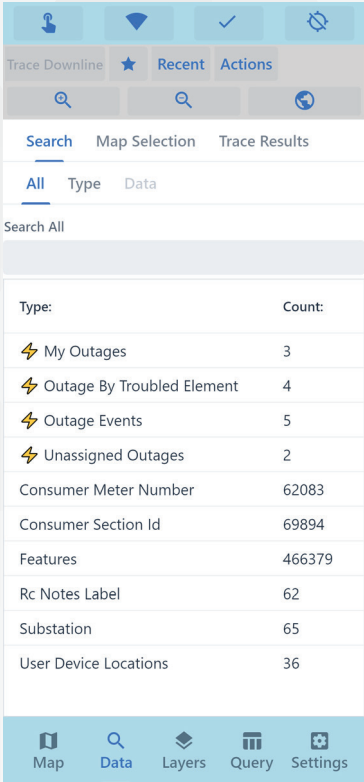 Trace Downline Recent Actions
Search Map Selection Trace Results
All Type Data
Search All
Type: Count:
My Outages 3
Outage By Troubled Element 4
Outage Events 5
Unassigned Outages 2
Consumer Meter Number 62083
Consumer Section Id 69894
Features 466379
Rc Notes Label 62
Substation 65
User Device Locations 36
Map Data Layers Query Settings